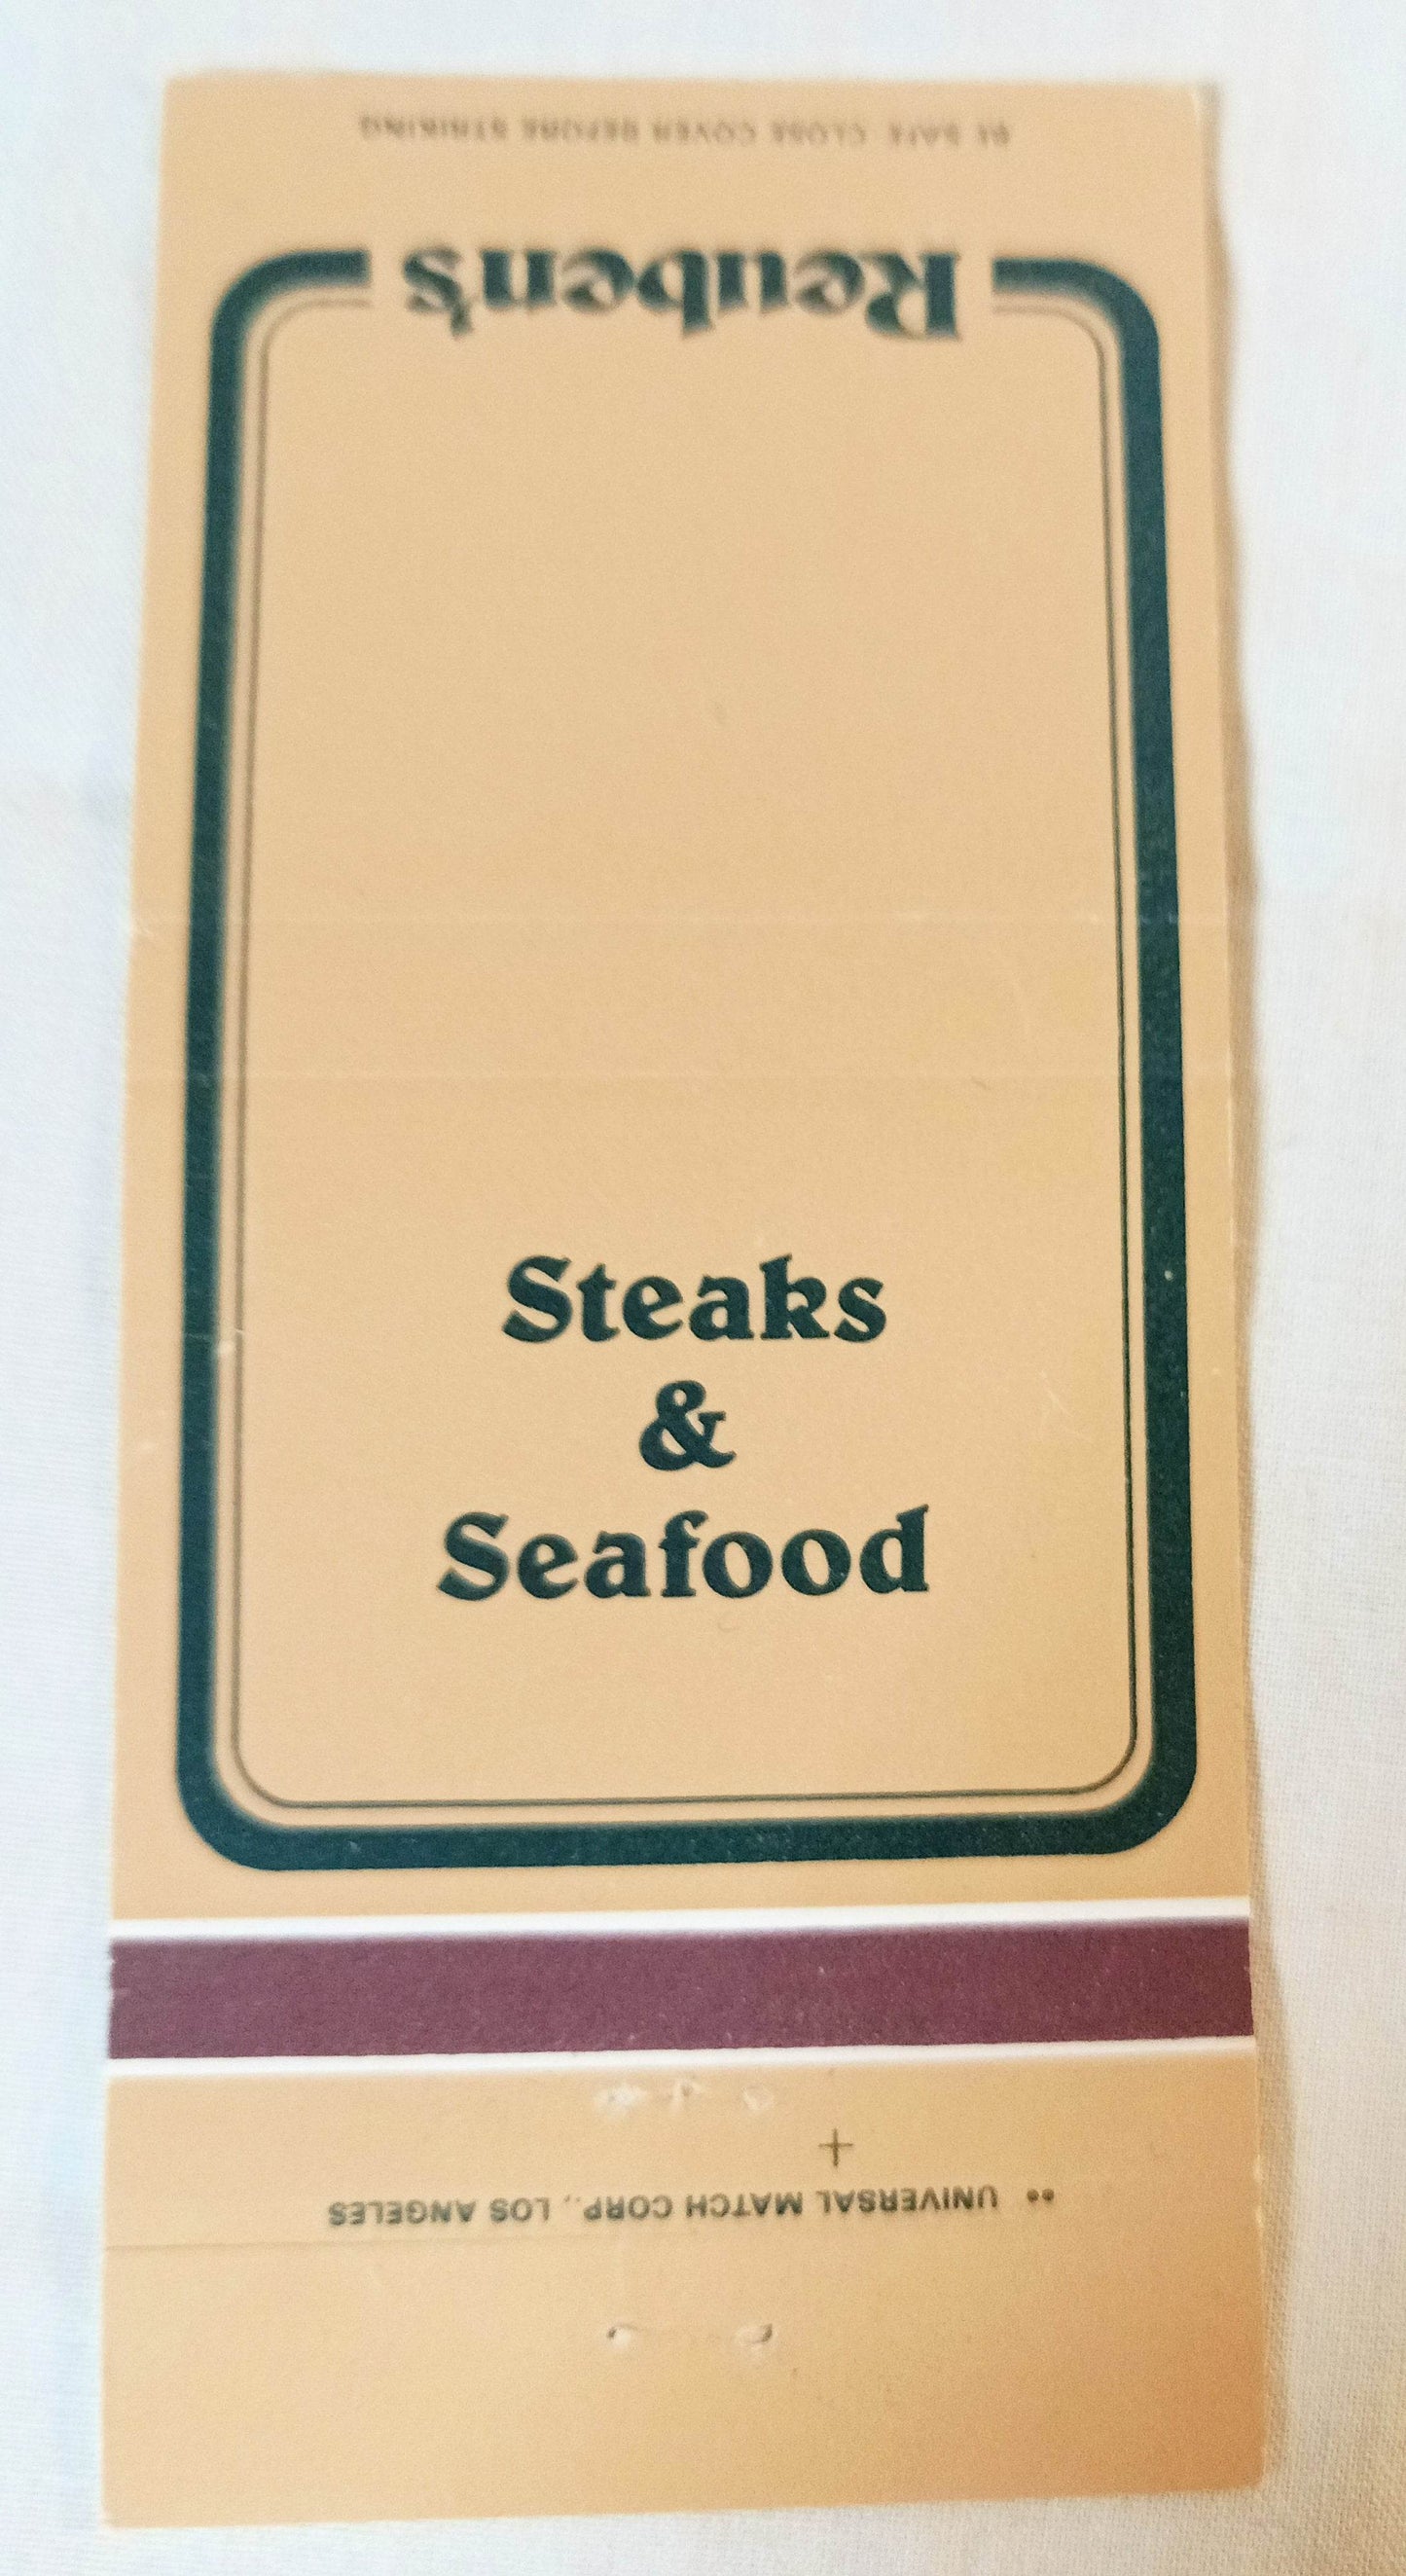 BE SAFE CLOSE COVER BEFORE STRIKING
Reuben's
Steaks
&
Seafood
UNIVERSAL MATCH CORP., LOS ANGELES